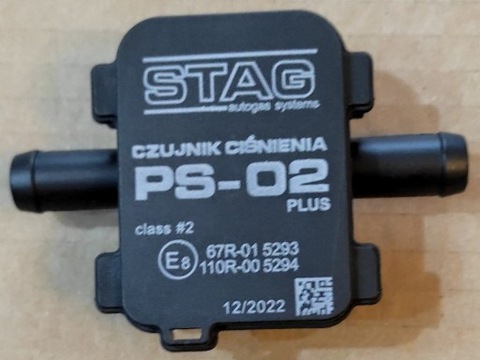 STAG
autogas systems
CZUJNIK CIŚNIENIA
PS-02
PLUS
class #2
E8
67R-01 5293
110R-00 5294
12/2022